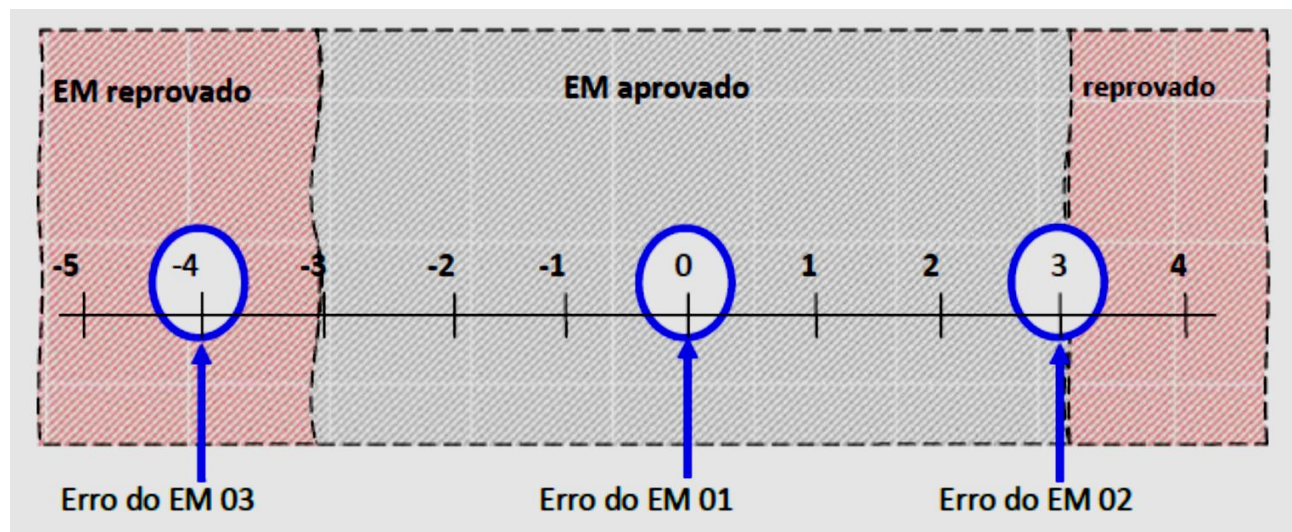 EM reprovado EM aprovado reprovado
-5 -4 -3 -2 -1 0 1 2 3 4
Erro do EM 03 Erro do EM 01 Erro do EM 02